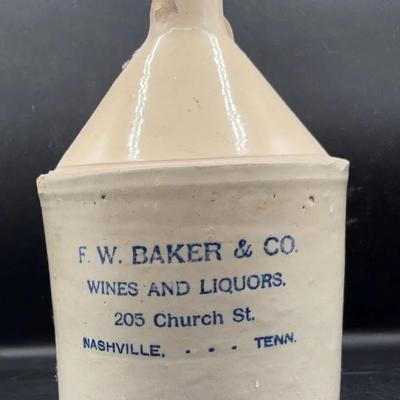 F. W. BAKER & CO.
WINES AND LIQUORS.
205 Church St.
NASHVILLE, - - - TENN.